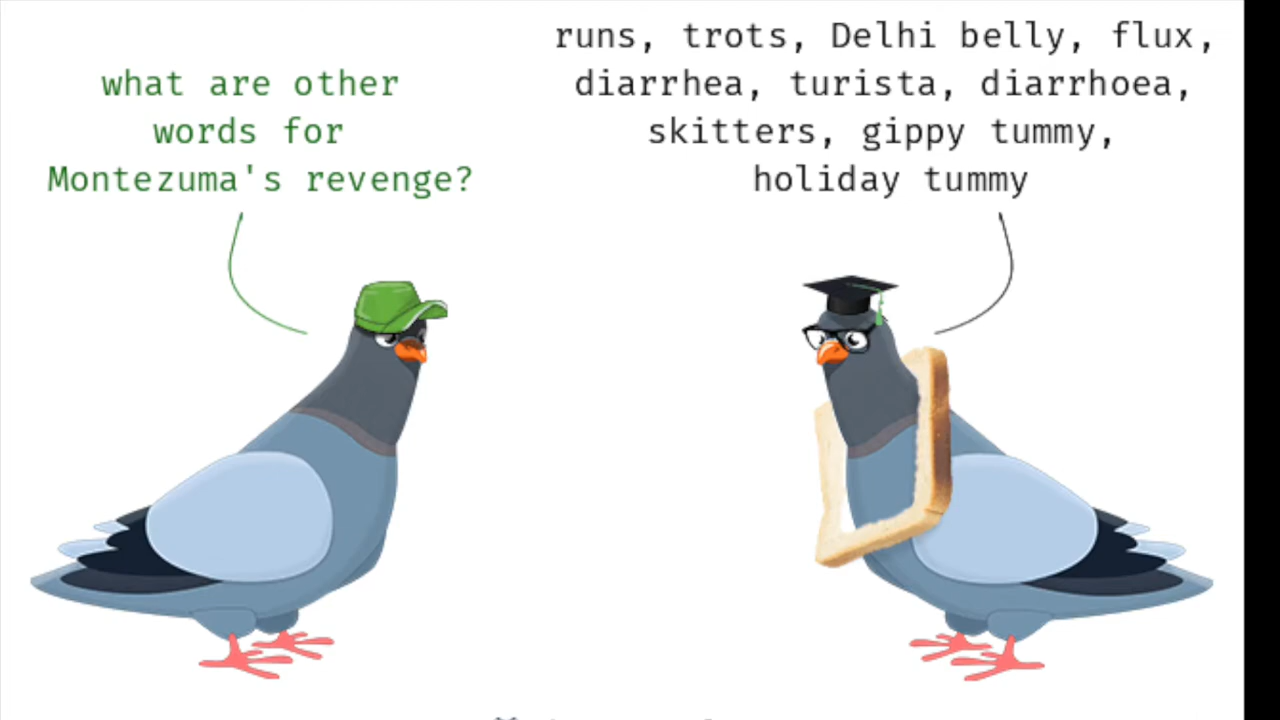 what are other
words for
Montezuma's revenge?
runs, trots, Delhi belly, flux,
diarrhea, turista, diarrhoea,
skitters, gippy tummy,
holiday tummy